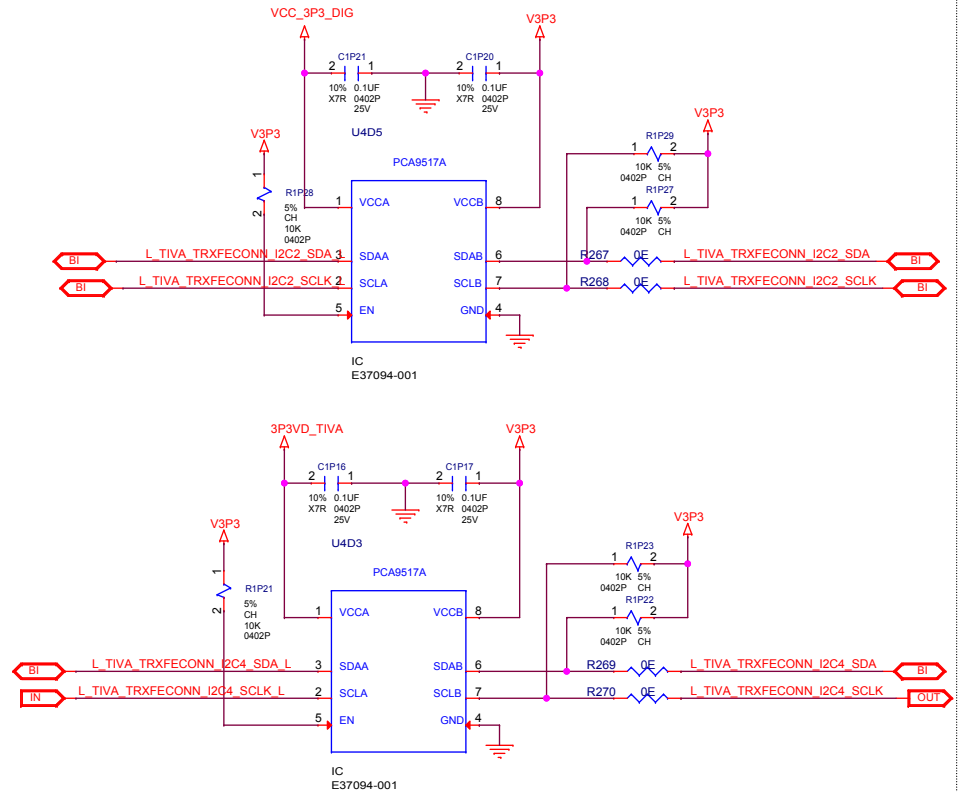 VCC_3P3_DIG
V3P3
C1P21
C1P20
2 1
2 1
10% 0.1UF
X7R 0402P
25V
10% 0.1UF
X7R 0402P
25V
U4D5
V3P3
V3P3
R1P29
1 2
10K 5%
0402P CH
PCA9517A
1
R1P28
5%
CH
10K
0402P
2
R1P27
1 2
10K 5%
0402P CH
1 VCCA
VCCB 8
BI
L_TIVA_TRXFECONN_I2C2_SDA_L
3 SDAA
SDAB 6
R267 0E
L_TIVA_TRXFECONN_I2C2_SDA
BI
BI
L_TIVA_TRXFECONN_I2C2_SCLK_L
2 SCLA
SCLB 7
R268 0E
L_TIVA_TRXFECONN_I2C2_SCLK
BI
5 EN
GND 4
IC
E37094-001
3P3VD_TIVA
V3P3
C1P16
C1P17
2 1
2 1
10% 0.1UF
X7R 0402P
25V
10% 0.1UF
X7R 0402P
25V
U4D3
V3P3
V3P3
R1P23
1 2
10K 5%
0402P CH
PCA9517A
1
R1P21
5%
CH
10K
0402P
2
R1P22
1 2
10K 5%
0402P CH
1 VCCA
VCCB 8
BI
L_TIVA_TRXFECONN_I2C4_SDA_L
3 SDAA
SDAB 6
R269 0E
L_TIVA_TRXFECONN_I2C4_SDA
BI
IN
L_TIVA_TRXFECONN_I2C4_SCLK_L
2 SCLA
SCLB 7
R270 0E
L_TIVA_TRXFECONN_I2C4_SCLK
OUT
5 EN
GND 4
IC
E37094-001